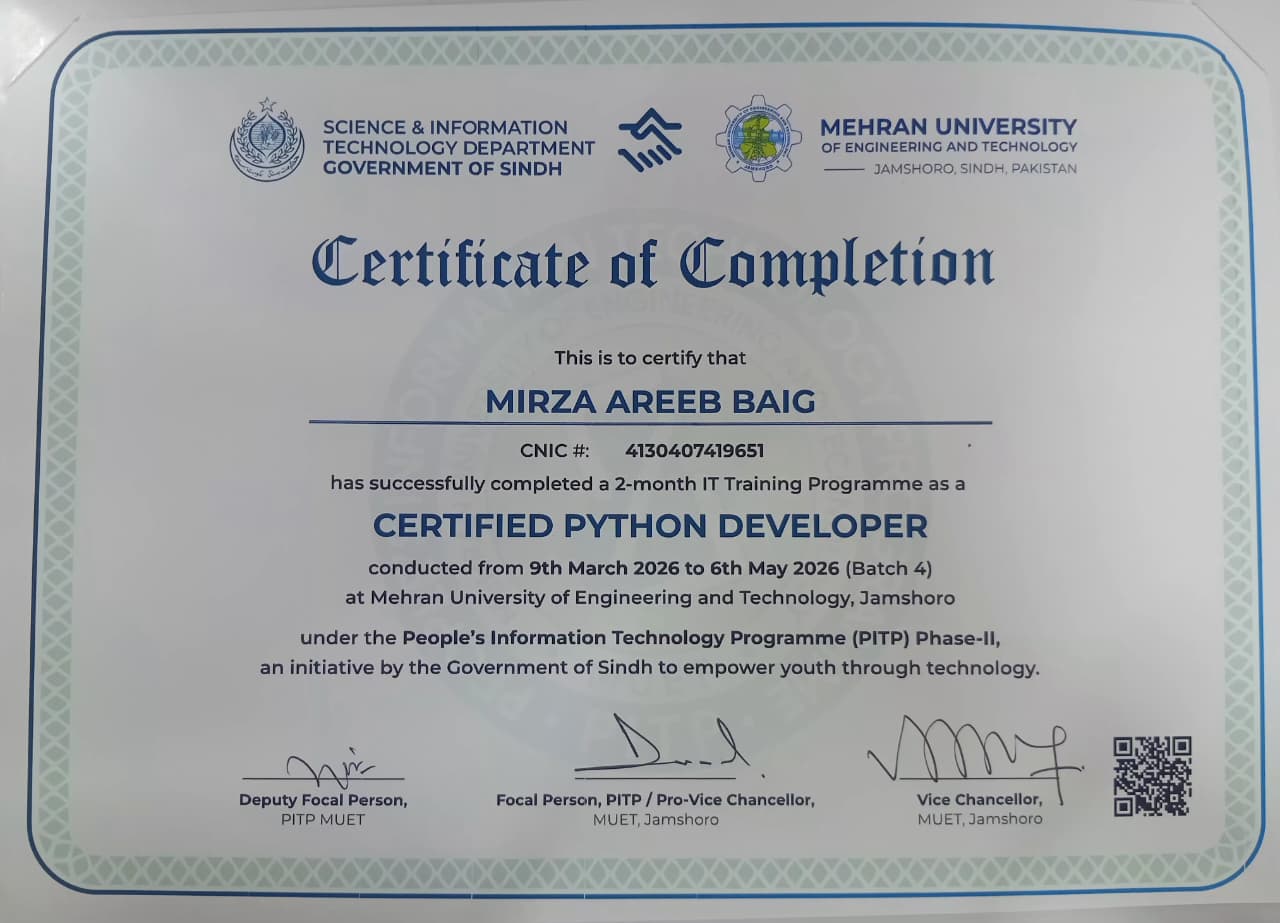 SCIENCE & INFORMATION
TECHNOLOGY DEPARTMENT
GOVERNMENT OF SINDH
MEHRAN UNIVERSITY
OF ENGINEERING AND TECHNOLOGY
JAMSHORO, SINDH, PAKISTAN
Certificate of Completion
This is to certify that
MIRZA AREEB BAIG
CNIC #: 4130407419651
has successfully completed a 2-month IT Training Programme as a
CERTIFIED PYTHON DEVELOPER
conducted from 9th March 2026 to 6th May 2026 (Batch 4)
at Mehran University of Engineering and Technology, Jamshoro
under the People's Information Technology Programme (PITP) Phase-II,
an initiative by the Government of Sindh to empower youth through technology.
Deputy Focal Person,
PITP MUET
Focal Person, PITP / Pro-Vice Chancellor,
MUET, Jamshoro
Vice Chancellor,
MUET, Jamshoro